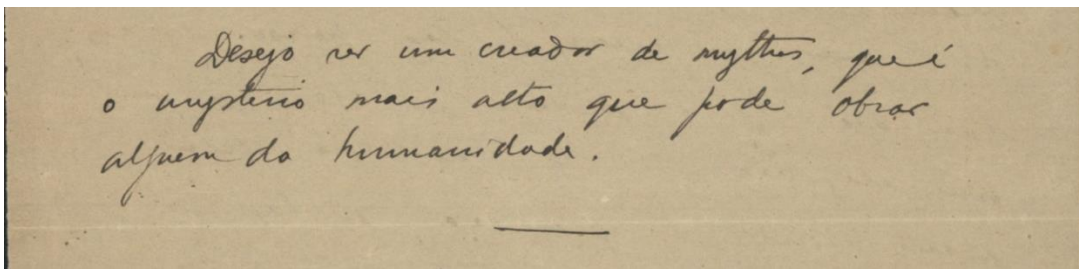 Desejo ser um creador de mythos, que é
o mysterio mais alto que pode obrar
alguem da humanidade.